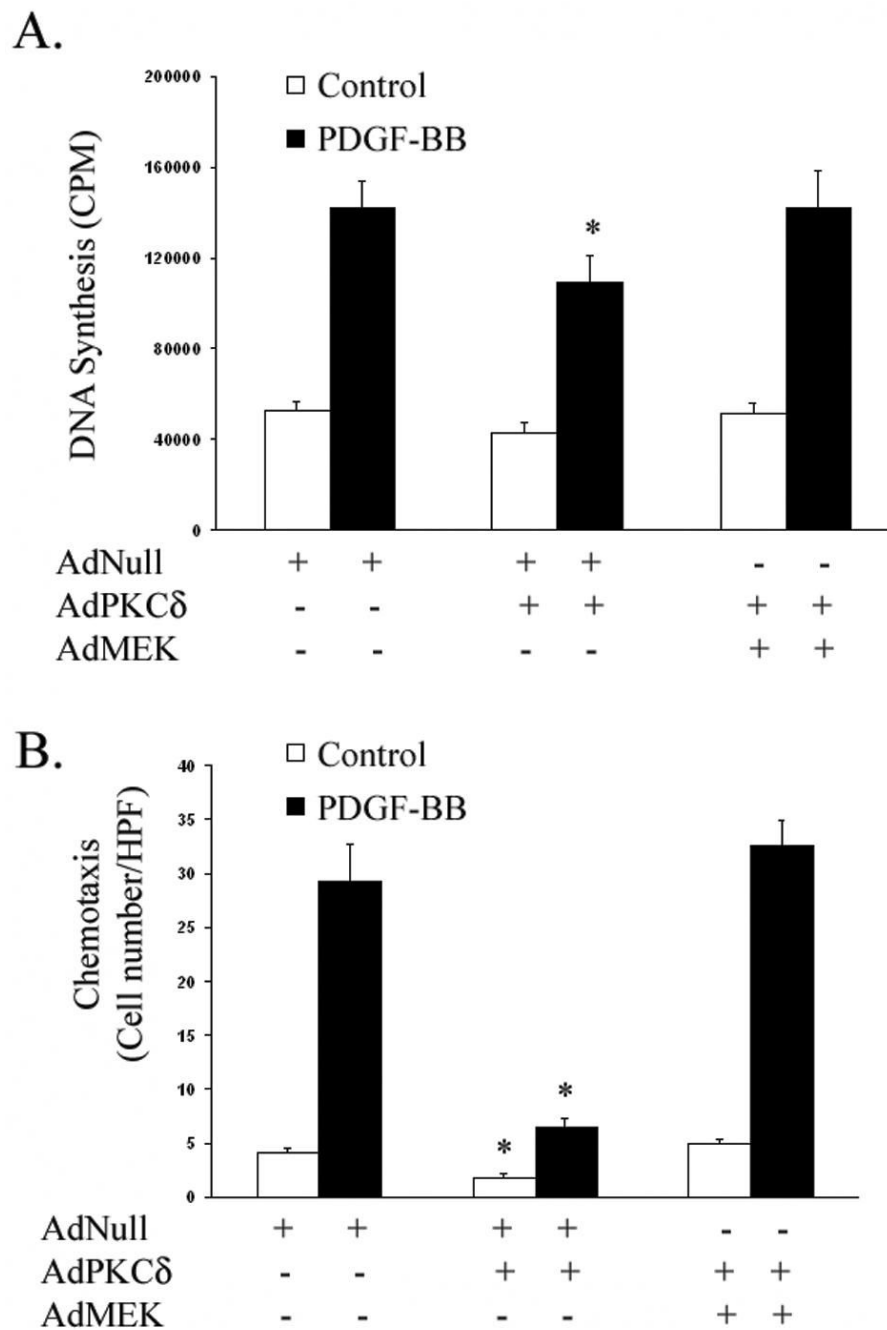 A.
DNA Synthesis (CPM)
200000
160000
120000
80000
40000
0
Control
PDGF-BB
*
AdNull + + + + - -
AdPKCδ - - + + + +
AdMEK - - - - + +
B.
Chemotaxis
(Cell number/HPF)
40
35
30
25
20
15
10
5
0
Control
PDGF-BB
*
*
AdNull + + + + - -
AdPKCδ - - + + + +
AdMEK - - - - + +